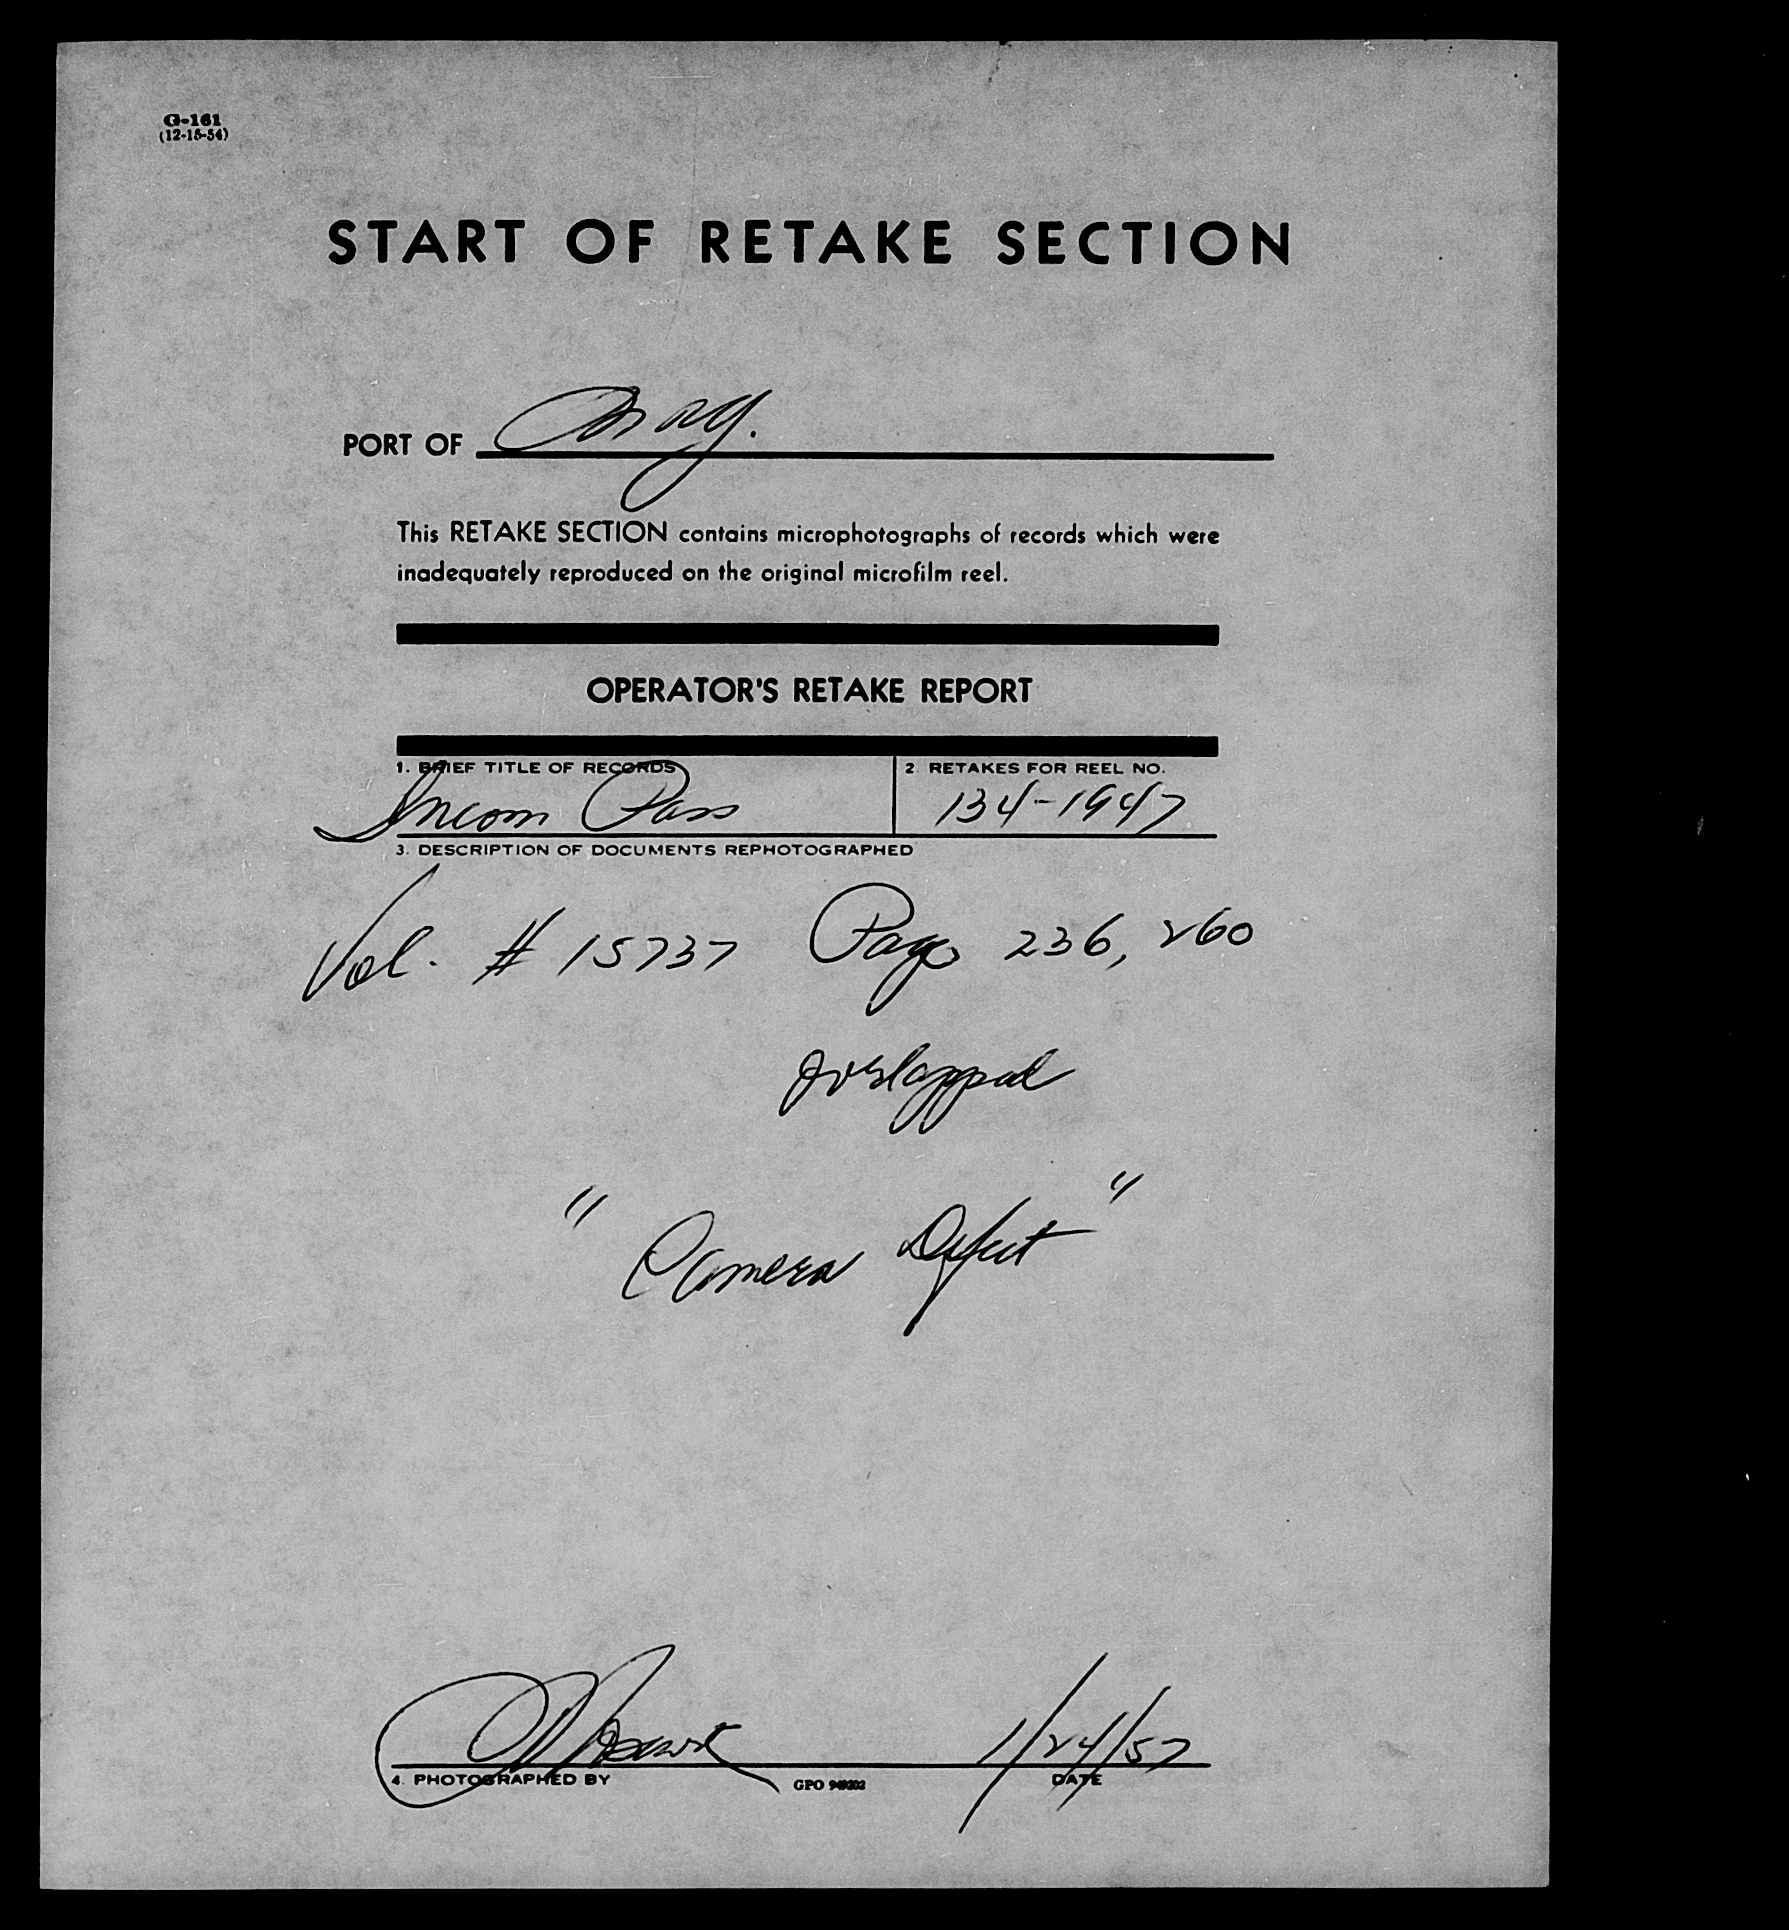 G-161
(12-15-54)
START OF RETAKE SECTION
PORT OF
This RETAKE SECTION contains microphotographs of records which were
inadequately reproduced on the original microfilm reel.
OPERATOR'S RETAKE REPORT
1. BRIEF TITLE OF RECORDS 2. RETAKES FOR REEL NO.
Incom Pass 134-1947
3. DESCRIPTION OF DOCUMENTS REPHOTOGRAPHED
Vol. # 15737 Page 236, 260
overlapped
" Camera Defect "
1/24/57
4. PHOTOGRAPHED BY GPO 949202 DATE